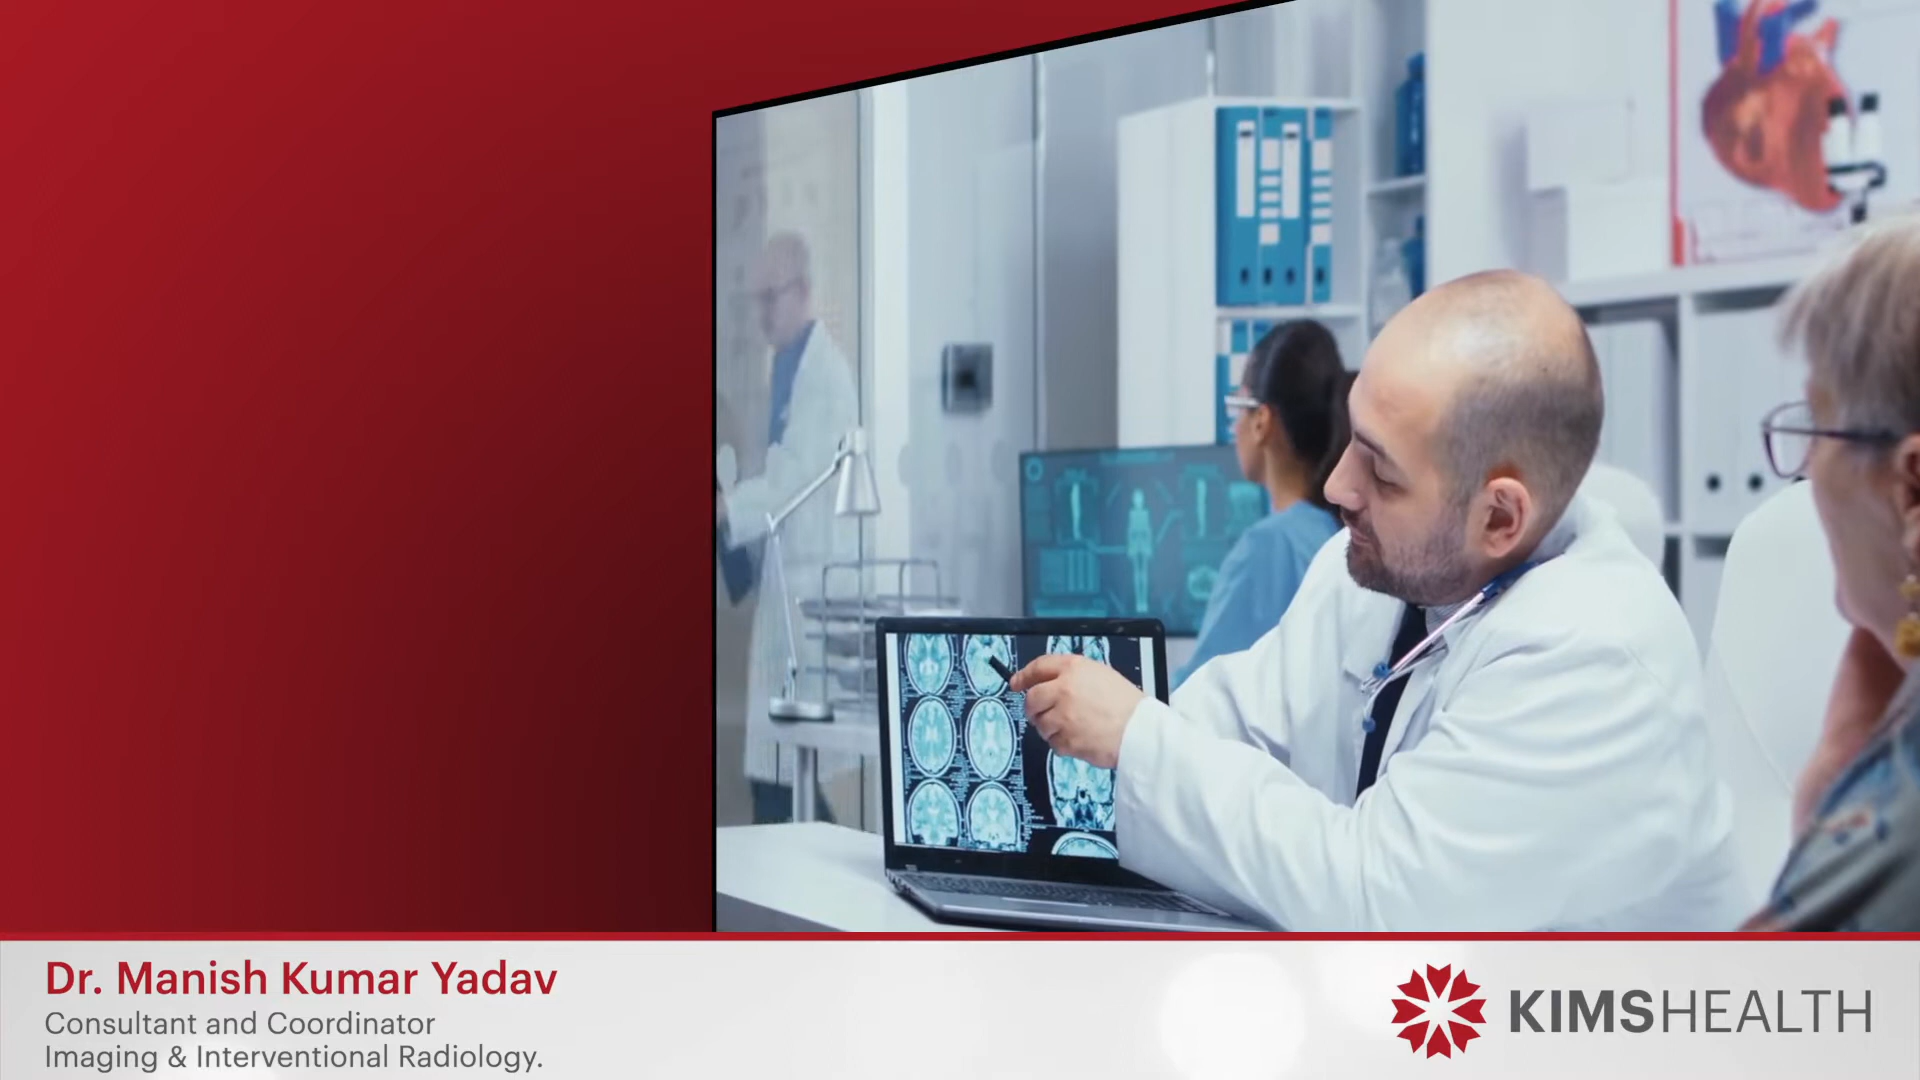 Dr. Manish Kumar Yadav
Consultant and Coordinator
Imaging & Interventional Radiology.
KIMSHEALTH